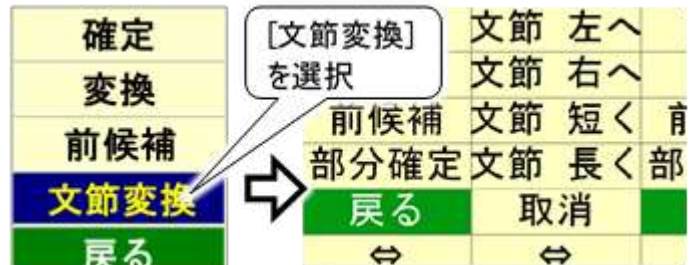 確定
変換
前候補
文節変換
戻る
[文節変換]
を選択
文節 左へ
文節 右へ
前候補 文節 短く 前
部分確定 文節 長く 部
戻る 取消
⇔ ⇔